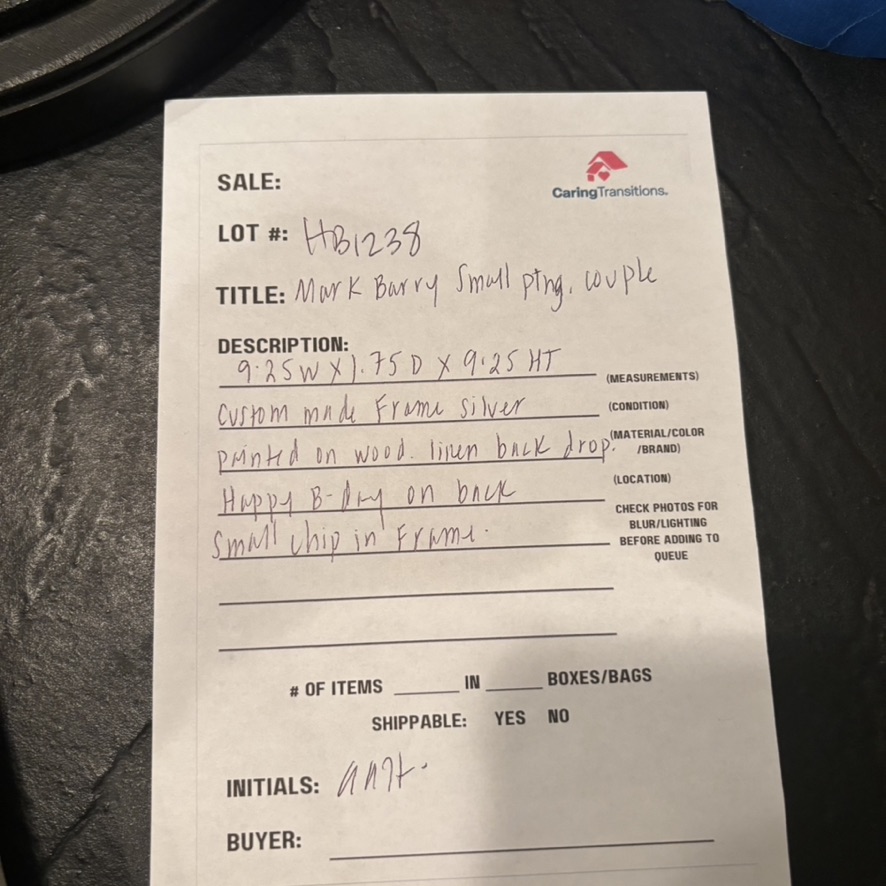 CaringTransitions.
SALE:
LOT #: HB1238
TITLE: Mark Barry Small ptng. couple
DESCRIPTION:
9.25W X 1.75 D X 9.25 HT (MEASUREMENTS)
Custom made Frame silver (CONDITION)
painted on wood. linen back drop. (MATERIAL/COLOR
/BRAND)
Happy B-day on back (LOCATION)
Small chip in Frame.
CHECK PHOTOS FOR
BLUR/LIGHTING
BEFORE ADDING TO
QUEUE
# OF ITEMS ______ IN ______ BOXES/BAGS
SHIPPABLE: YES NO
INITIALS:
BUYER: